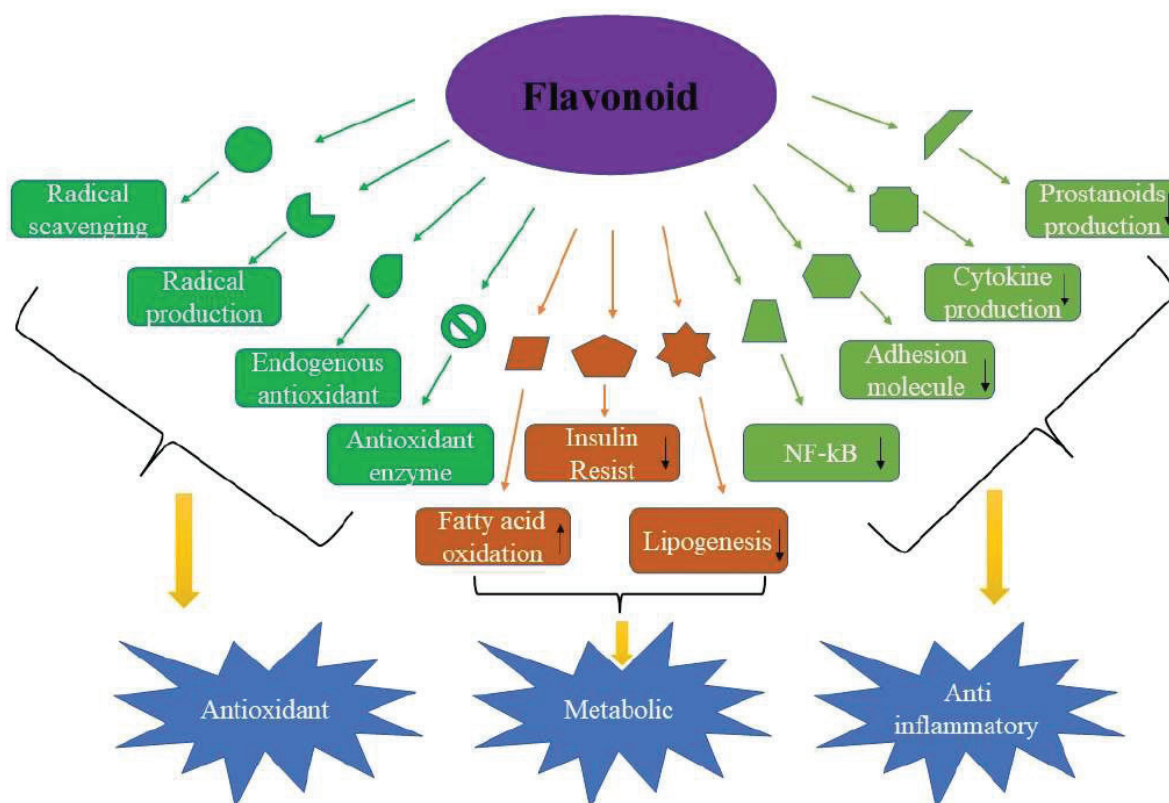 Flavonoid
Radical
scavenging
Radical
production
Endogenous
antioxidant
Antioxidant
enzyme
Fatty acid
oxidation
Insulin
Resist
Lipogenesis
NF-kB
Adhesion
molecule
Cytokine
production
Prostanoids
production
Antioxidant
Metabolic
Anti
inflammatory